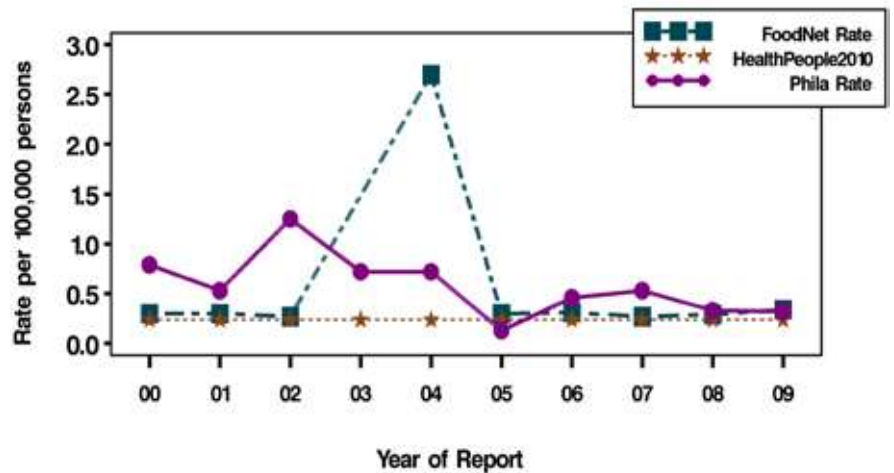 FoodNet Rate
HealthPeople2010
Phila Rate
Rate per 100,000 persons
3.0
2.5
2.0
1.5
1.0
0.5
0.0
00 01 02 03 04 05 06 07 08 09
Year of Report